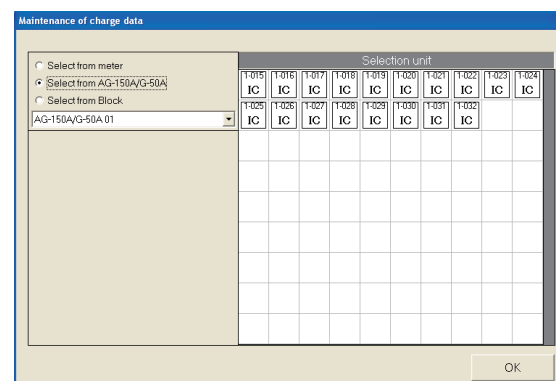 Maintenance of charge data
Select from meter
Select from AG-150A/G-50A
Select from Block
AG-150A/G-50A 01
Selection unit
1-015 1-016 1-017 1-018 1-019 1-020 1-021 1-022 1-023 1-024
IC IC IC IC IC IC IC IC IC IC
1-025 1-026 1-027 1-028 1-029 1-030 1-031 1-032
IC IC IC IC IC IC IC IC
OK